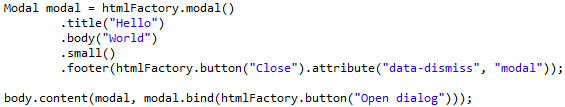 Modal modal = htmlFactory.modal()
.title("Hello")
.body("World")
.small()
.footer(htmlFactory.button("Close").attribute("data-dismiss", "modal"));
body.content(modal, modal.bind(htmlFactory.button("Open dialog")));